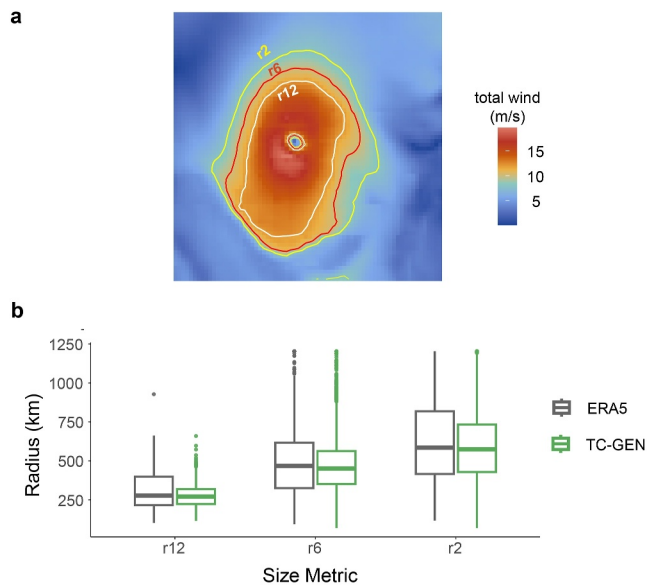 a
r2
r6
r12
total wind
(m/s)
15
10
5
b
1250
1000
750
500
250
Radius (km)
r12
r6
r2
Size Metric
ERA5
TC-GEN